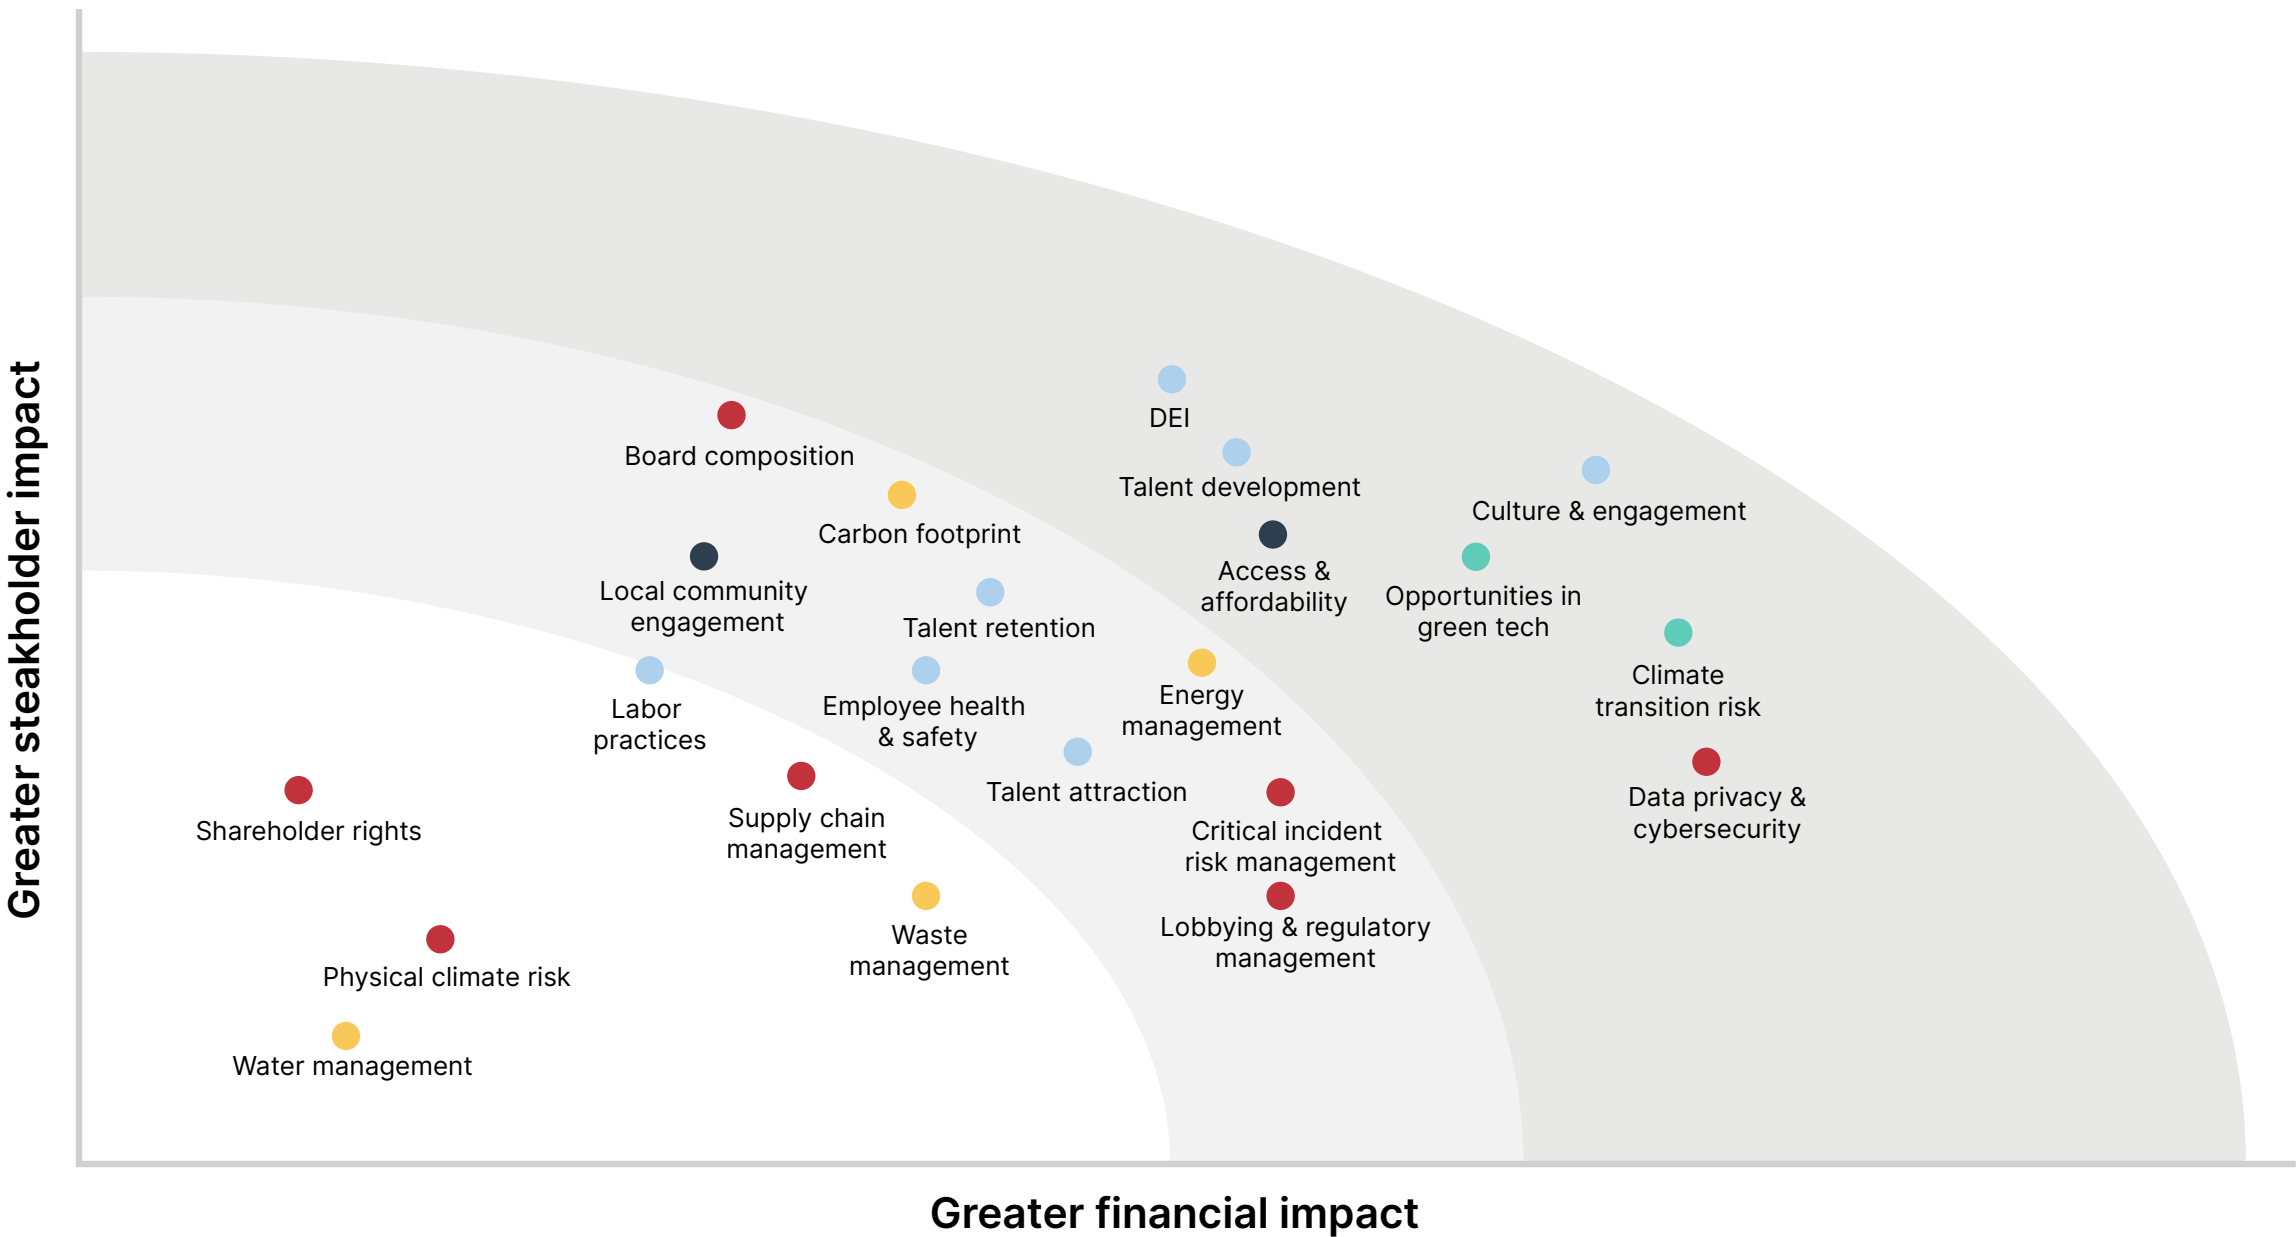 Greater steakholder impact
DEI
Board composition
Talent development
Culture & engagement
Carbon footprint
Access &
affordability
Opportunities in
green tech
Local community
engagement
Talent retention
Climate
transition risk
Labor
practices
Employee health
& safety
Energy
management
Talent attraction
Data privacy &
cybersecurity
Shareholder rights
Supply chain
management
Critical incident
risk management
Waste
management
Lobbying & regulatory
management
Physical climate risk
Water management
Greater financial impact